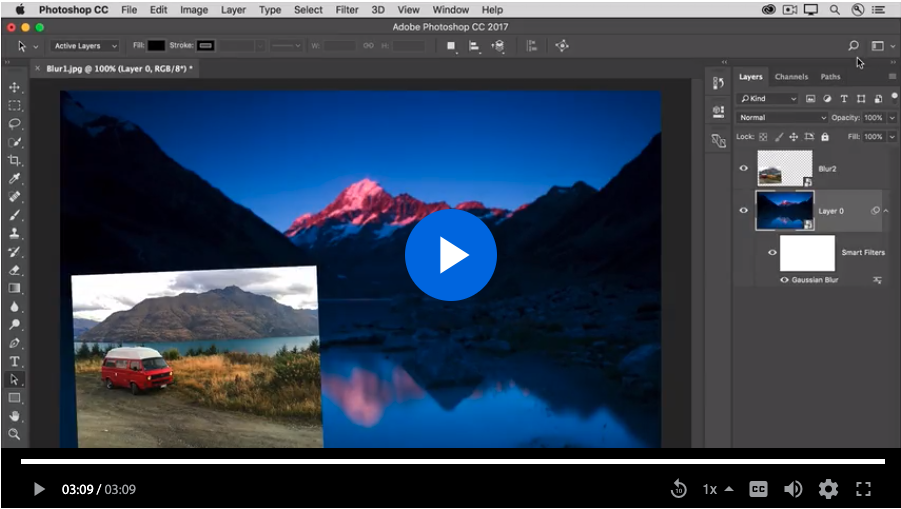 Photoshop CC File Edit Image Layer Type Select Filter 3D View Window Help
Adobe Photoshop CC 2017
Active Layers Fill: Stroke: W: H:
× Blur1.jpg @ 100% (Layer 0, RGB/8*) *
Layers Channels Paths
Kind
Normal Opacity: 100%
Lock: Fill: 100%
Blur2
Layer 0
Smart Filters
Gaussian Blur
03:09 / 03:09 10 1x CC